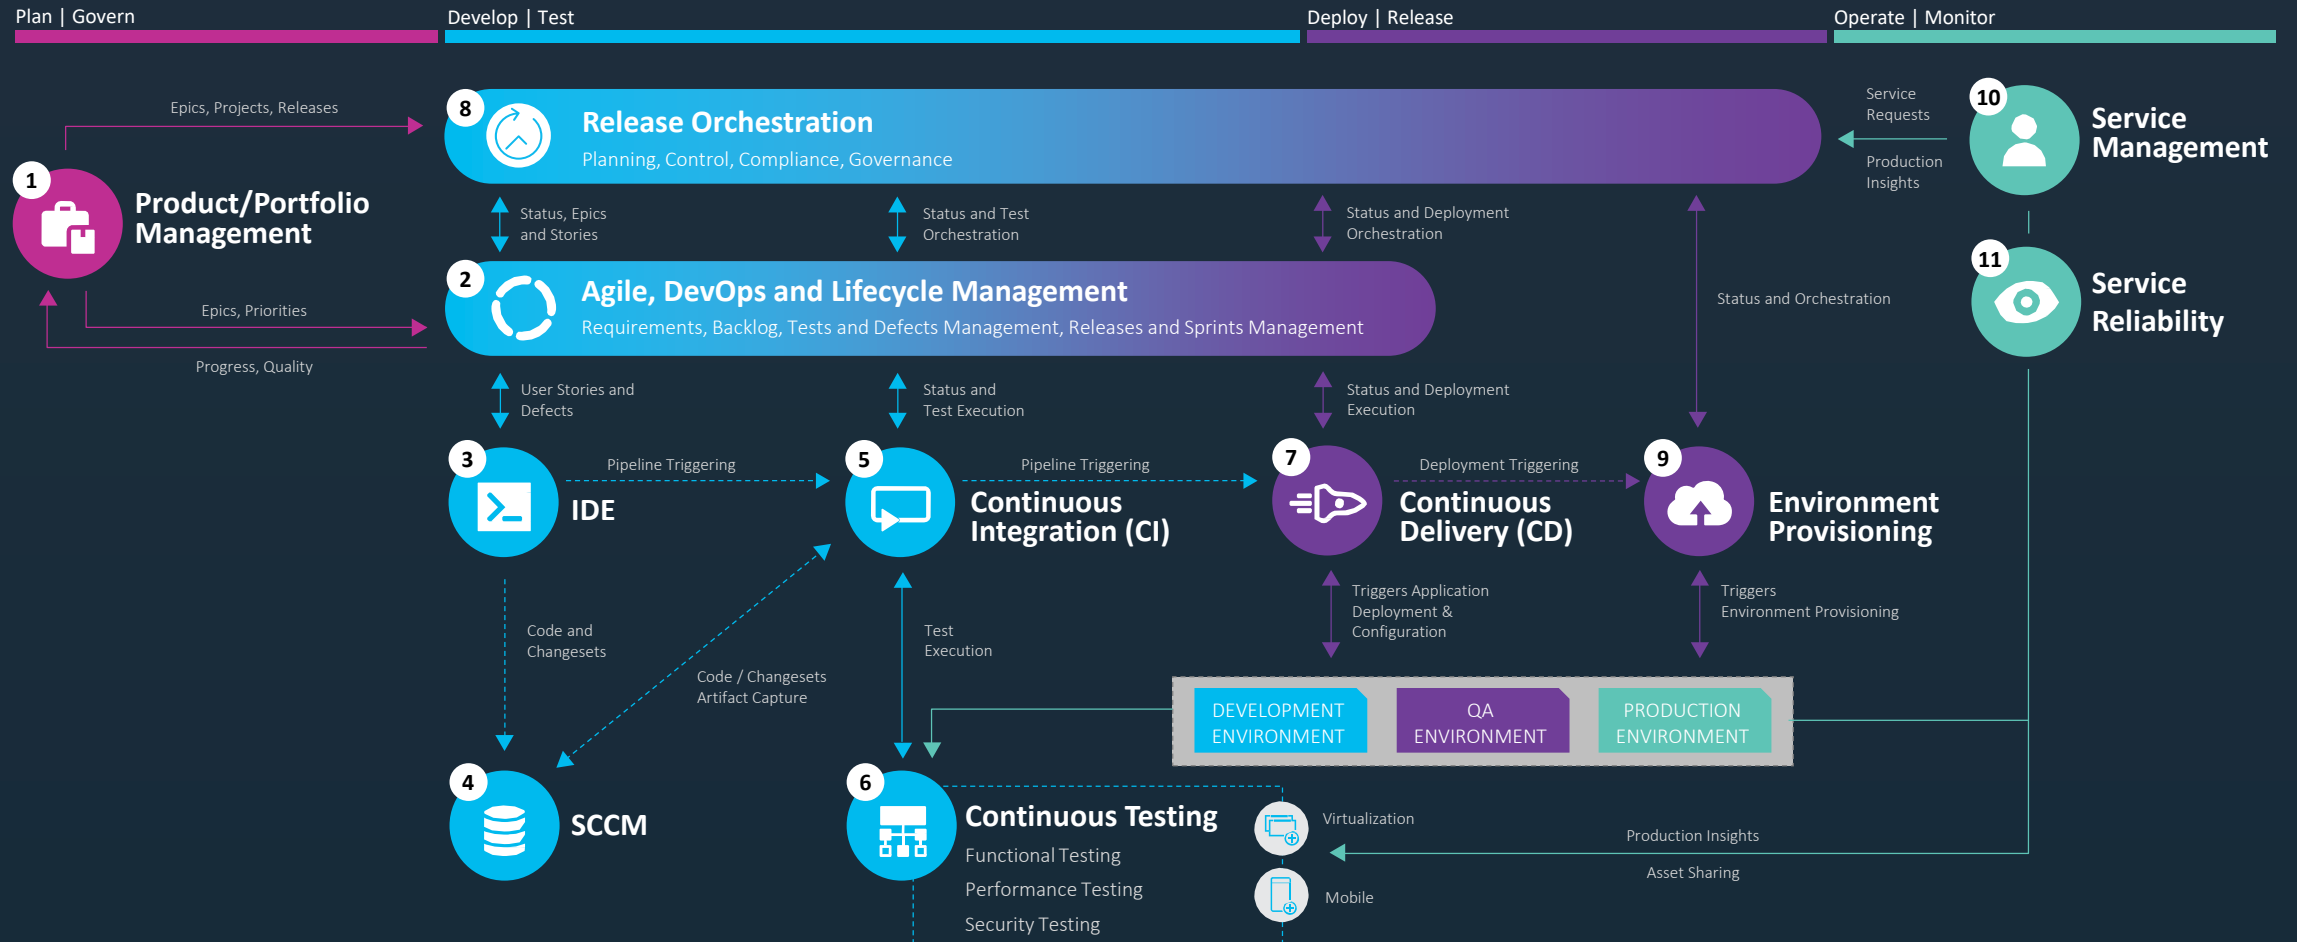 Plan | Govern
Develop | Test
Deploy | Release
Operate | Monitor
Epics, Projects, Releases
8
Release Orchestration
Planning, Control, Compliance, Governance
Service
Requests
Production
Insights
10
Service
Management
1
Product/Portfolio
Management
Status, Epics
and Stories
Status and Test
Orchestration
Status and Deployment
Orchestration
Status and Orchestration
11
Service
Reliability
2
Agile, DevOps and Lifecycle Management
Requirements, Backlog, Tests and Defects Management, Releases and Sprints Management
Epics, Priorities
Progress, Quality
User Stories and
Defects
Status and
Test Execution
Status and Deployment
Execution
3
IDE
Pipeline Triggering
5
Continuous
Integration (CI)
Pipeline Triggering
7
Continuous
Delivery (CD)
Deployment Triggering
9
Environment
Provisioning
Code and
Changesets
Code / Changesets
Artifact Capture
Test
Execution
Triggers Application
Deployment &
Configuration
Triggers
Environment Provisioning
DEVELOPMENT
ENVIRONMENT
QA
ENVIRONMENT
PRODUCTION
ENVIRONMENT
4
SCCM
6
Continuous Testing
Functional Testing
Performance Testing
Security Testing
Virtualization
Mobile
Production Insights
Asset Sharing